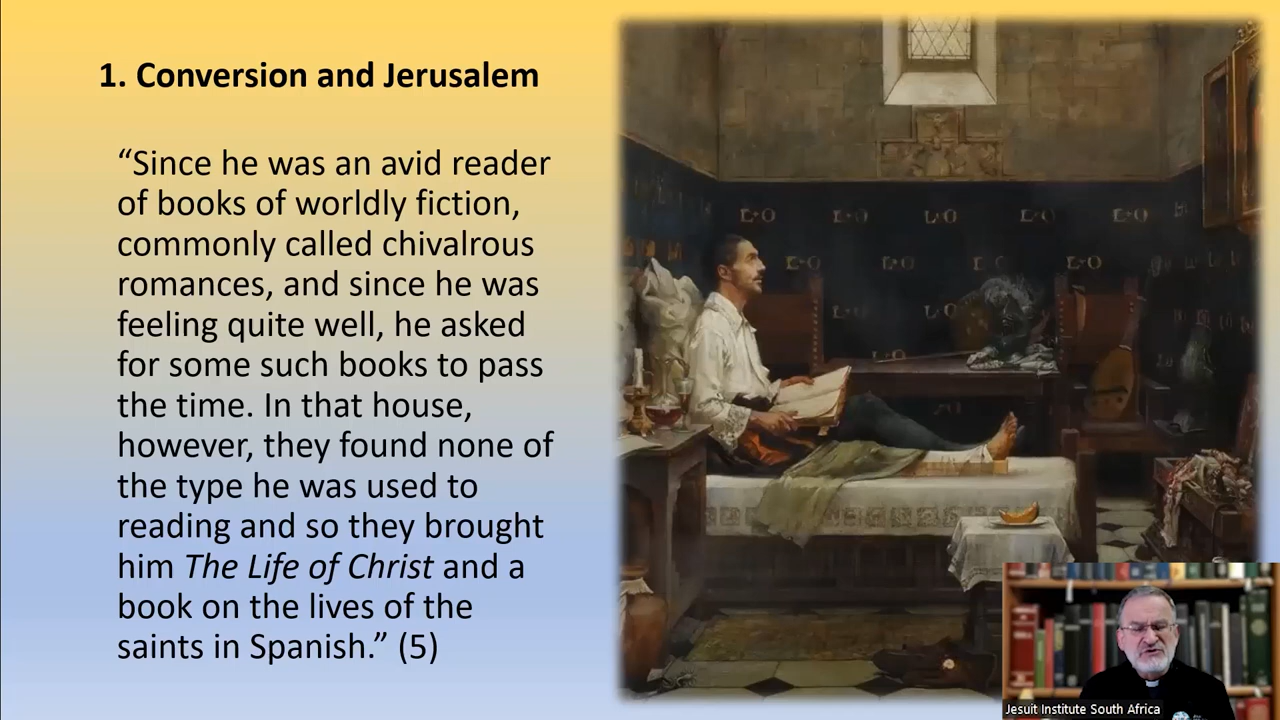 1. Conversion and Jerusalem
“Since he was an avid reader
of books of worldly fiction,
commonly called chivalrous
romances, and since he was
feeling quite well, he asked
for some such books to pass
the time. In that house,
however, they found none of
the type he was used to
reading and so they brought
him The Life of Christ and a
book on the lives of the
saints in Spanish.” (5)
Jesuit Institute South Africa